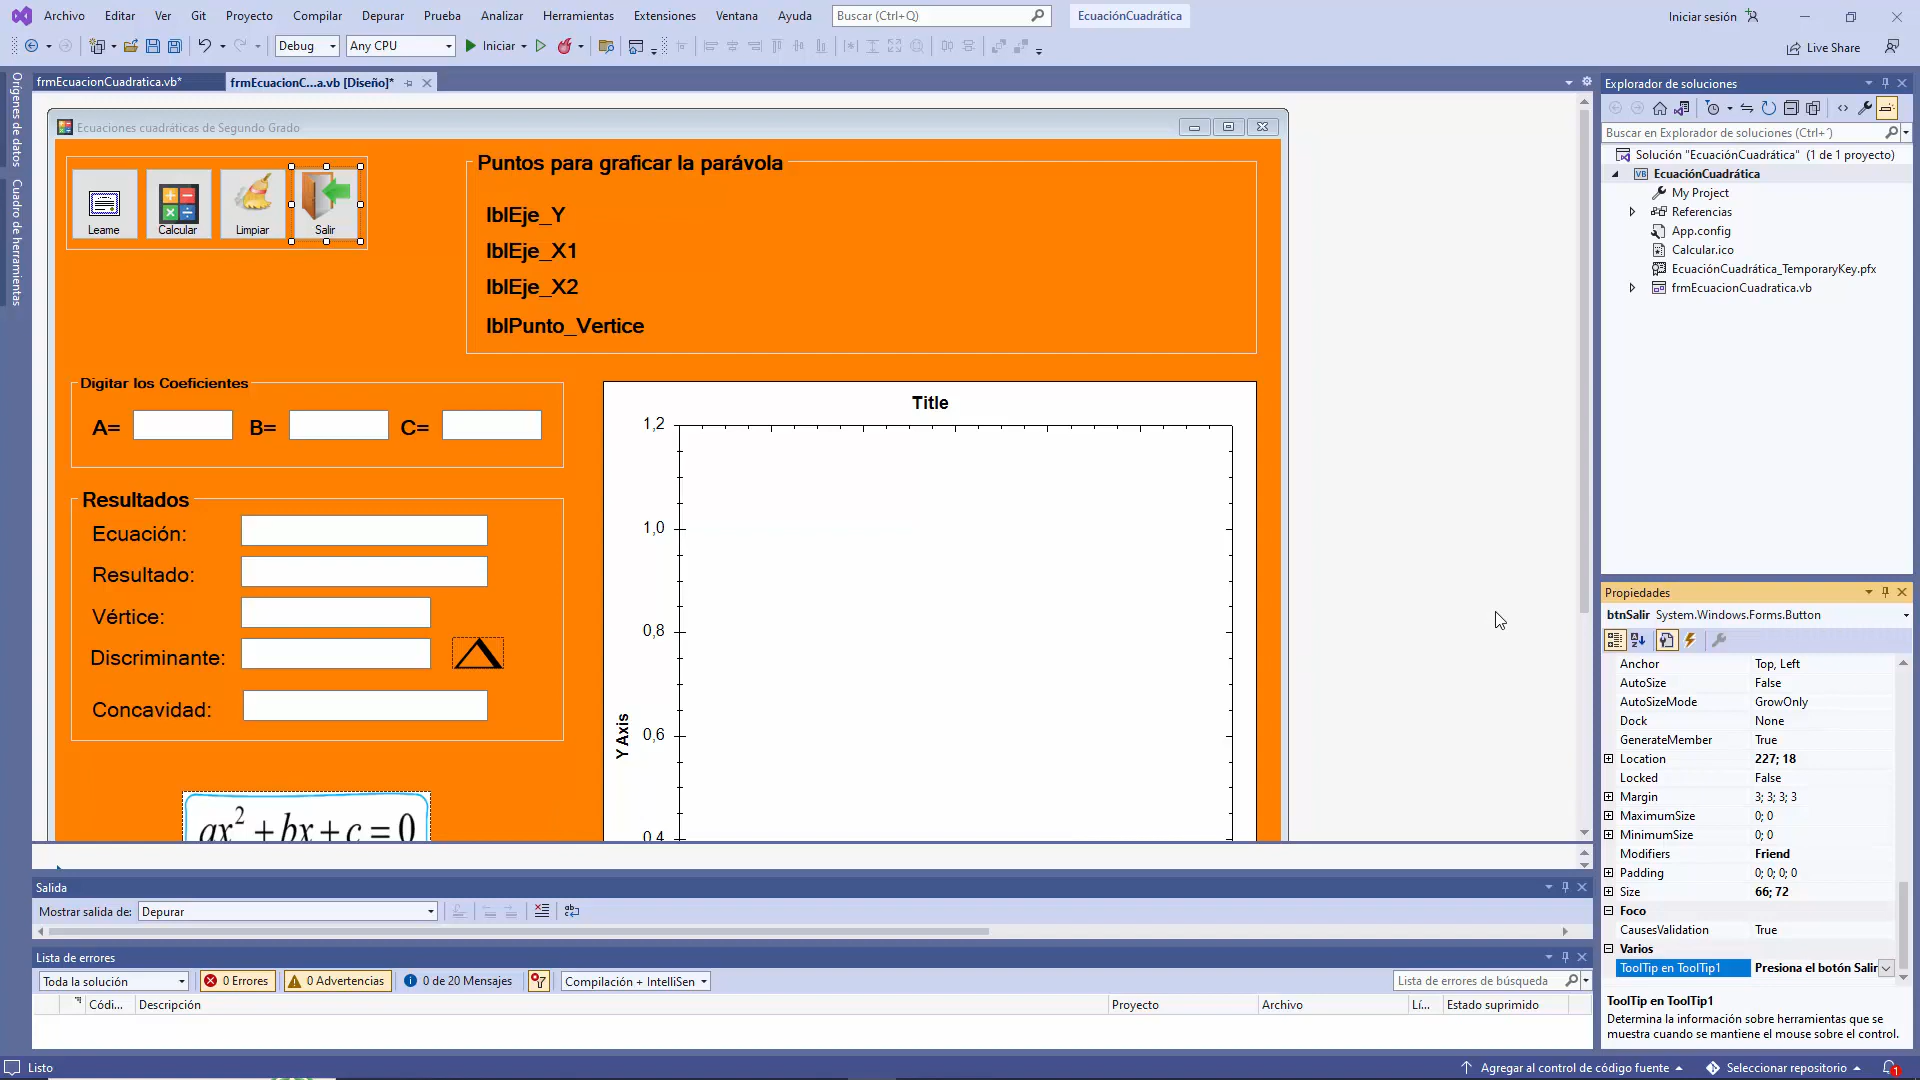 Archivo Editar Ver Git Proyecto Compilar Depurar Prueba Analizar Herramientas Extensiones Ventana Ayuda Buscar (Ctrl+Q) EcuaciónCuadrática Iniciar sesión
Debug Any CPU Iniciar Live Share
frmEcuacionCuadratica.vb* frmEcuacionC...a.vb [Diseño]*
Orígenes de datos
Cuadro de herramientas
Ecuaciones cuadráticas de Segundo Grado
Leame Calcular Limpiar Salir
Puntos para graficar la parávola
lblEje_Y
lblEje_X1
lblEje_X2
lblPunto_Vertice
Digitar los Coeficientes
A= B= C=
Resultados
Ecuación:
Resultado:
Vértice:
Discriminante:
Concavidad:
ax² + bx + c = 0
Title
1,2
1,0
0,8
0,6
0,4
Y Axis
Explorador de soluciones
Buscar en Explorador de soluciones (Ctrl+´)
Solución "EcuaciónCuadrática" (1 de 1 proyecto)
VB EcuaciónCuadrática
My Project
Referencias
App.config
Calcular.ico
EcuaciónCuadrática_TemporaryKey.pfx
frmEcuacionCuadratica.vb
Propiedades
btnSalir System.Windows.Forms.Button
Anchor Top, Left
AutoSize False
AutoSizeMode GrowOnly
Dock None
GenerateMember True
Location 227; 18
Locked False
Margin 3; 3; 3; 3
MaximumSize 0; 0
MinimumSize 0; 0
Modifiers Friend
Padding 0; 0; 0; 0
Size 66; 72
Foco
CausesValidation True
Varios
ToolTip en ToolTip1 Presiona el botón Salir
ToolTip en ToolTip1
Determina la información sobre herramientas que se
muestra cuando se mantiene el mouse sobre el control.
Salida
Mostrar salida de: Depurar
Lista de errores
Toda la solución 0 Errores 0 Advertencias 0 de 20 Mensajes Compilación + IntelliSen Lista de errores de búsqueda
Códi... Descripción Proyecto Archivo Lí... Estado suprimido
Listo Agregar al control de código fuente Seleccionar repositorio 1